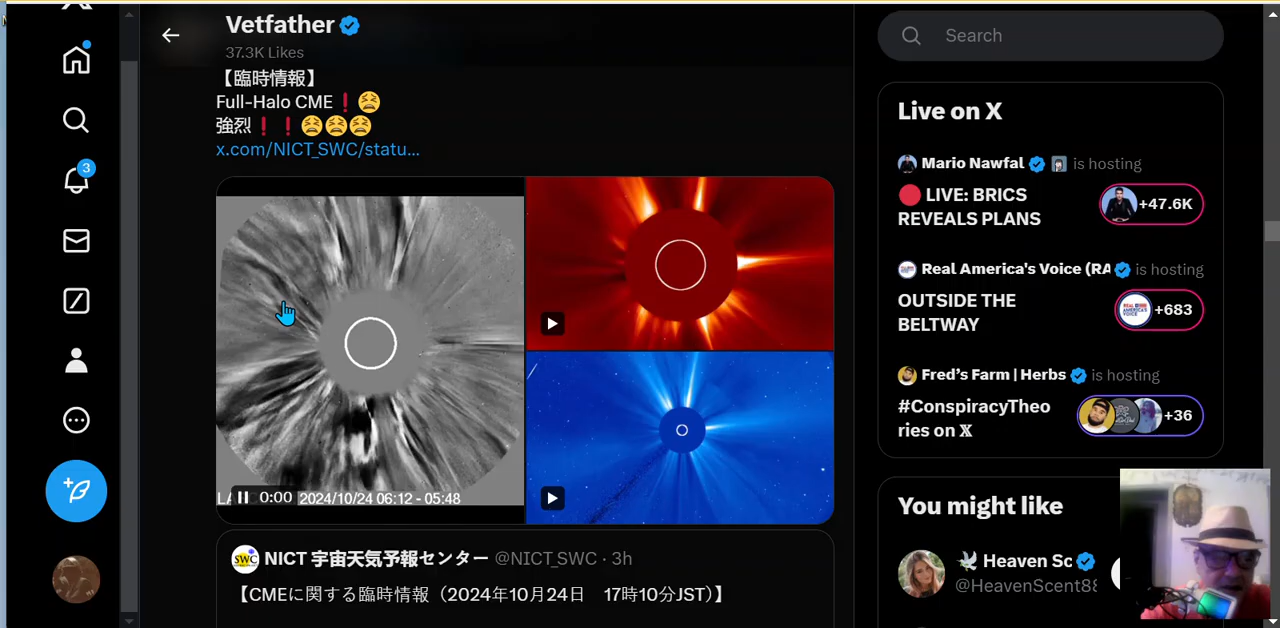 Vetfather
37.3K Likes
【臨時情報】
Full-Halo CME❗😫
強烈❗❗😫😫😫
x.com/NICT_SWC/statu...
0:00 2024/10/24 06:12 - 05:48
SWC NICT 宇宙天気予報センター @NICT_SWC · 3h
【CMEに関する臨時情報（2024年10月24日　17時10分JST）】
3
Search
Live on X
Mario Nawfal is hosting
🔴 LIVE: BRICS
REVEALS PLANS
+47.6K
Real America's Voice (RA is hosting
OUTSIDE THE
BELTWAY
+683
Fred’s Farm | Herbs is hosting
#ConspiracyTheo
ries on 𝕏
+36
You might like
🕊 Heaven Sc
@HeavenScent88